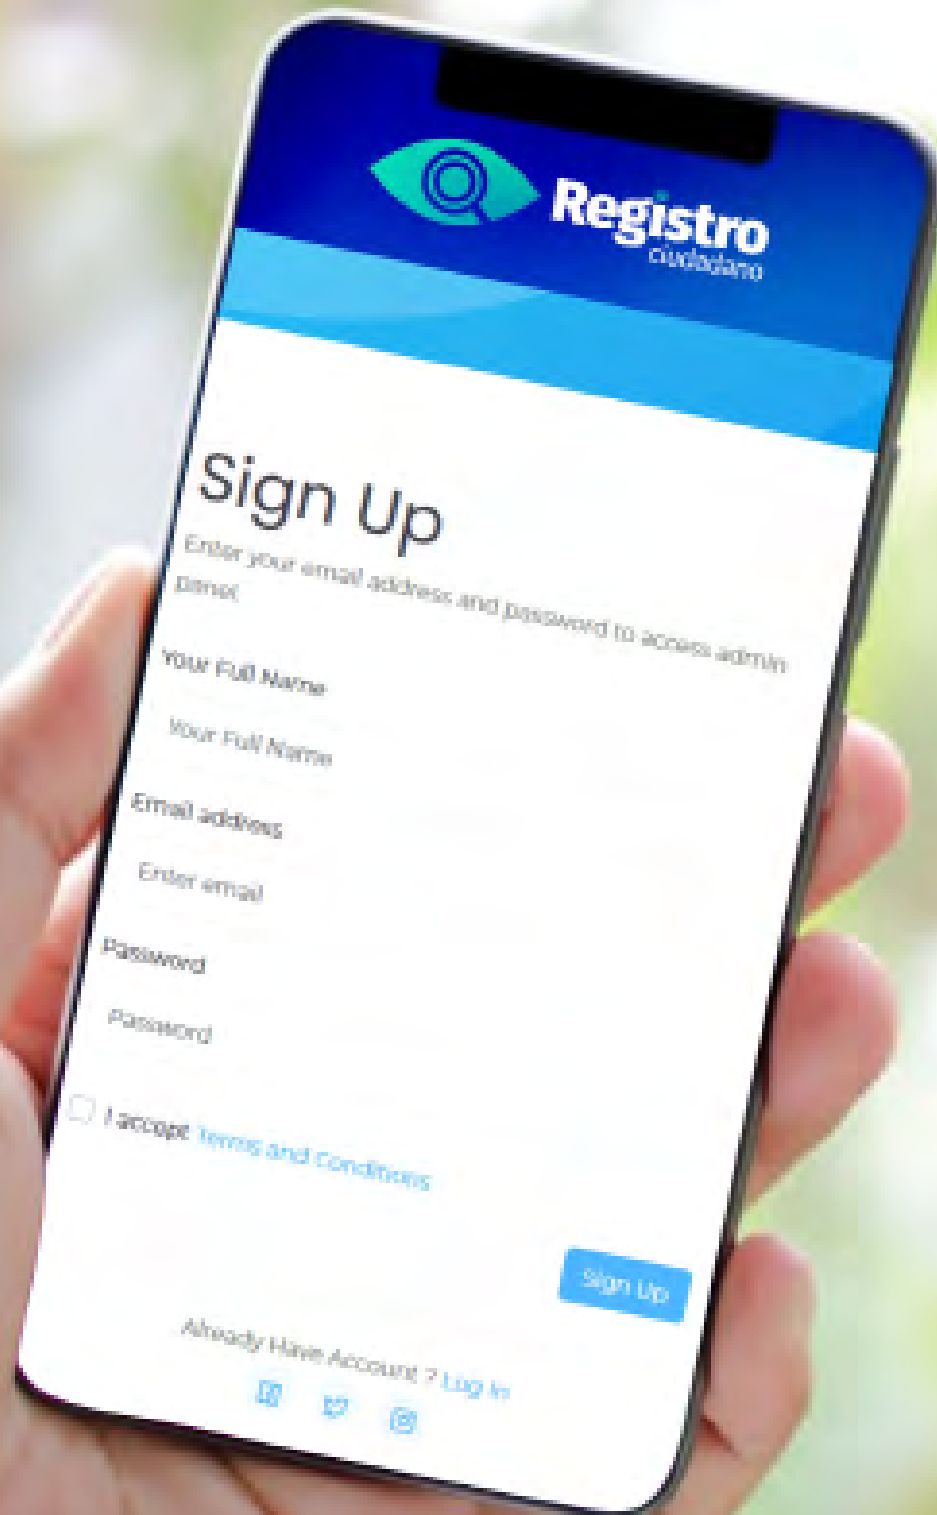 Registro
ciudadano
Sign Up
Enter your email address and password to access admin
panel.
Your Full Name
Your Full Name
Email address
Enter email
Password
Password
I accept Terms and Conditions
Sign Up
Already Have Account ? Log In